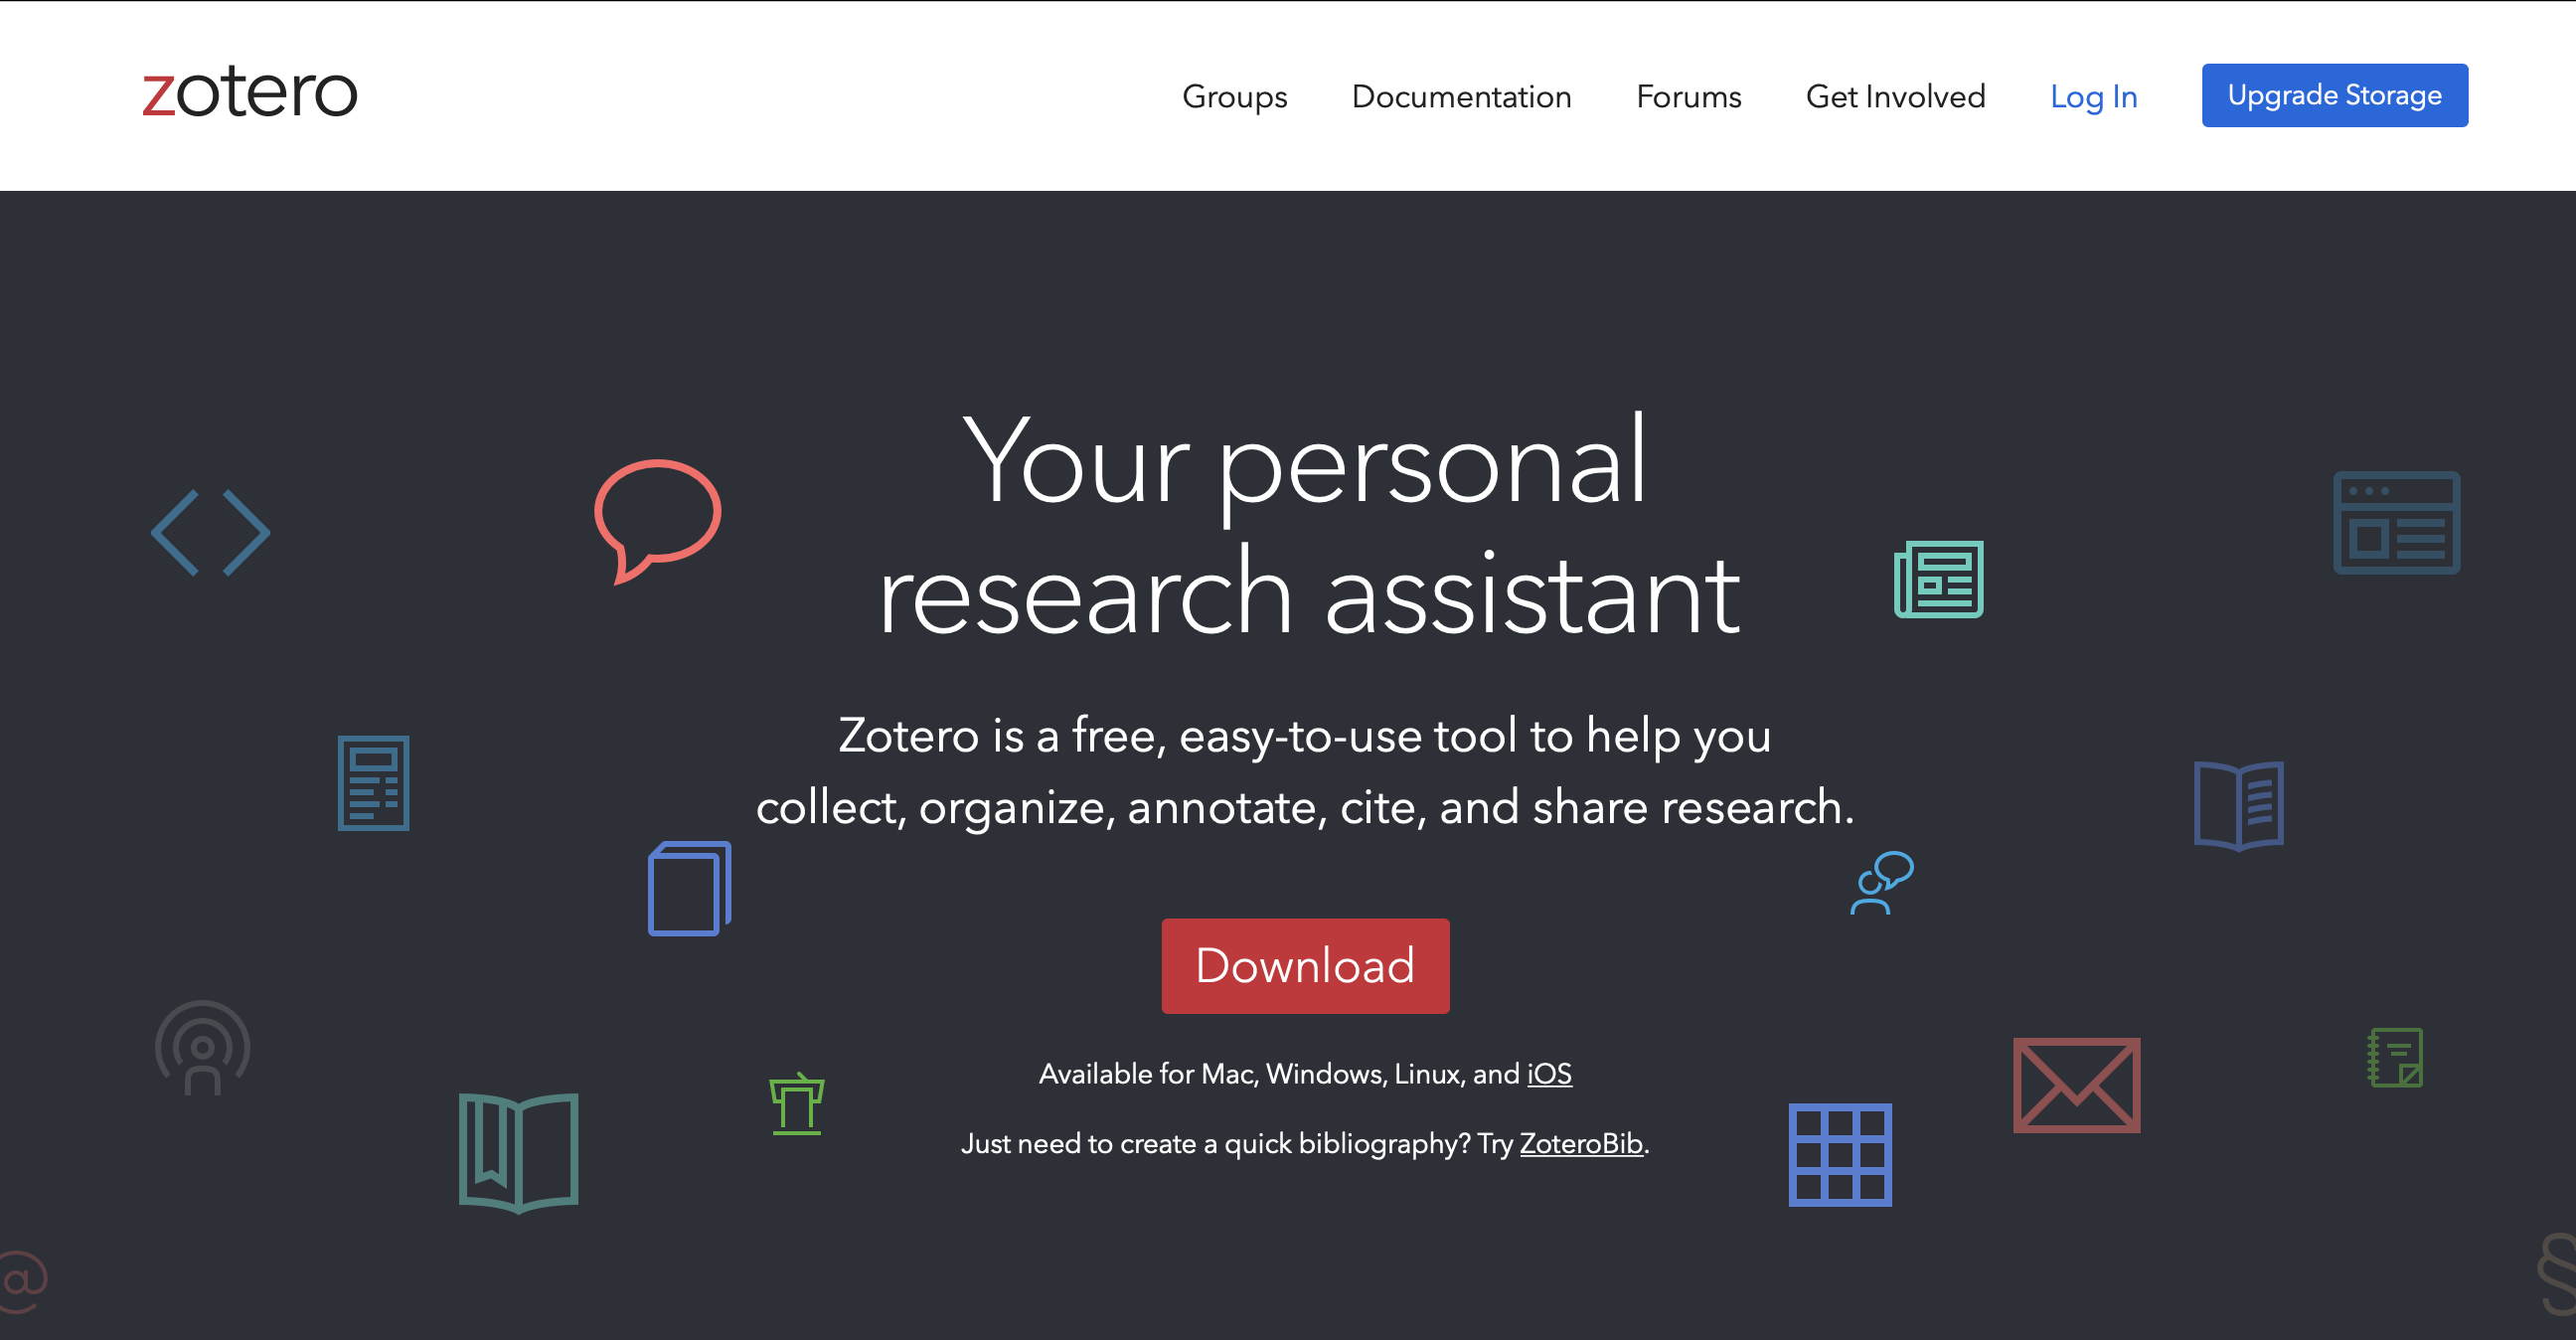 zotero
Groups Documentation Forums Get Involved Log In Upgrade Storage
Your personal
research assistant
Zotero is a free, easy-to-use tool to help you
collect, organize, annotate, cite, and share research.
Download
Available for Mac, Windows, Linux, and iOS
Just need to create a quick bibliography? Try ZoteroBib.
@
§